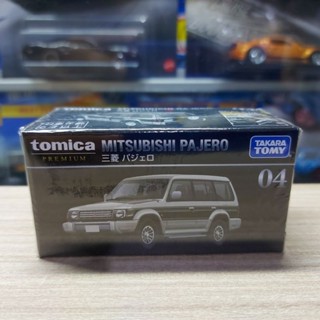 tomica
PREMIUM
MITSUBISHI PAJERO
三菱 パジェロ
TAKARA
TOMY
04